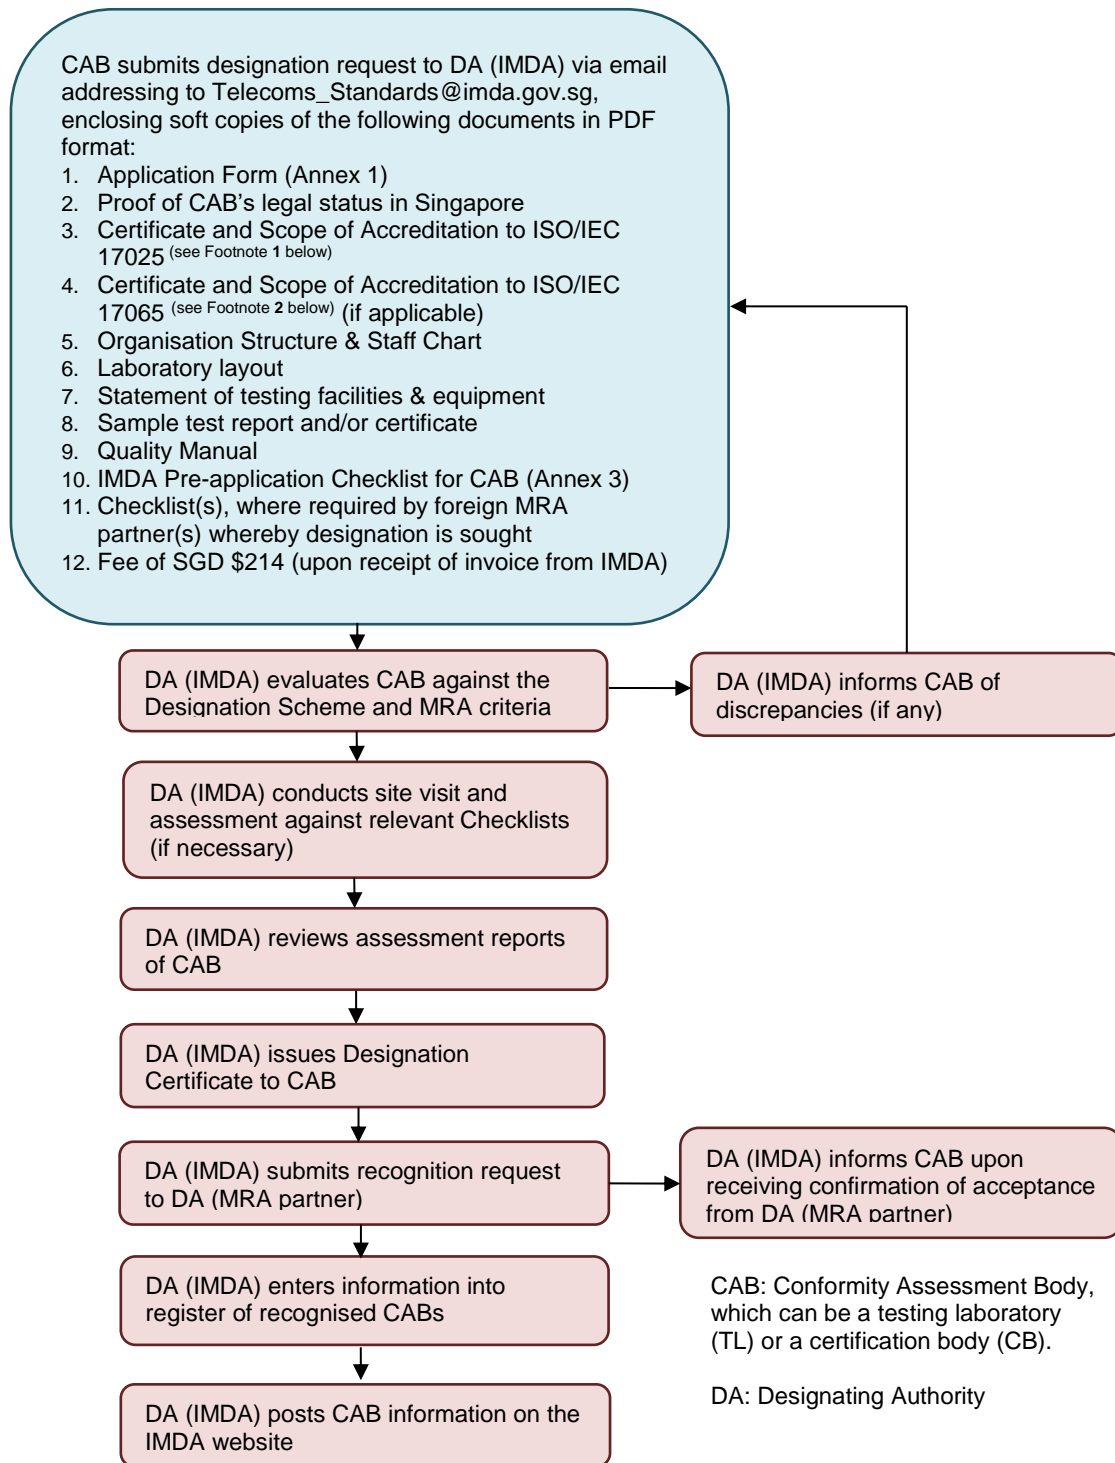 CAB submits designation request to DA (IMDA) via email
addressing to Telecoms_Standards@imda.gov.sg,
enclosing soft copies of the following documents in PDF
format:
1. Application Form (Annex 1)
2. Proof of CAB's legal status in Singapore
3. Certificate and Scope of Accreditation to ISO/IEC
17025 (see Footnote 1 below)
4. Certificate and Scope of Accreditation to ISO/IEC
17065 (see Footnote 2 below) (if applicable)
5. Organisation Structure & Staff Chart
6. Laboratory layout
7. Statement of testing facilities & equipment
8. Sample test report and/or certificate
9. Quality Manual
10. IMDA Pre-application Checklist for CAB (Annex 3)
11. Checklist(s), where required by foreign MRA
partner(s) whereby designation is sought
12. Fee of SGD $214 (upon receipt of invoice from IMDA)
DA (IMDA) evaluates CAB against the
Designation Scheme and MRA criteria
DA (IMDA) informs CAB of
discrepancies (if any)
DA (IMDA) conducts site visit and
assessment against relevant Checklists
(if necessary)
DA (IMDA) reviews assessment reports
of CAB
DA (IMDA) issues Designation
Certificate to CAB
DA (IMDA) submits recognition request
to DA (MRA partner)
DA (IMDA) informs CAB upon
receiving confirmation of acceptance
from DA (MRA partner)
DA (IMDA) enters information into
register of recognised CABs
CAB: Conformity Assessment Body,
which can be a testing laboratory
(TL) or a certification body (CB).
DA: Designating Authority
DA (IMDA) posts CAB information on the
IMDA website